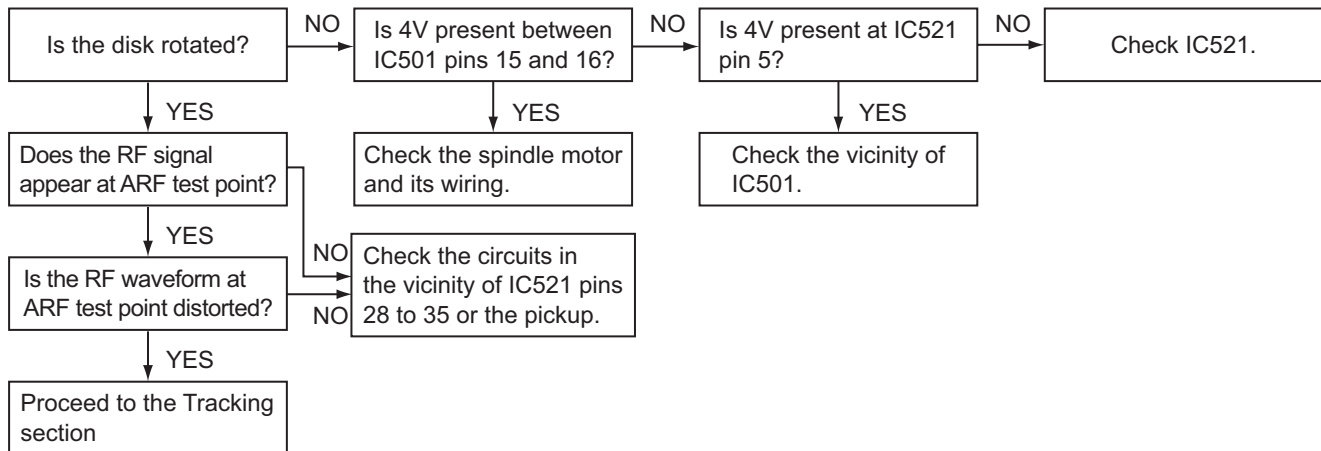 Is the disk rotated?
NO
Is 4V present between
IC501 pins 15 and 16?
NO
Is 4V present at IC521
pin 5?
NO
Check IC521.
YES
YES
YES
Does the RF signal
appear at ARF test point?
Check the spindle motor
and its wiring.
Check the vicinity of
IC501.
YES
NO
Is the RF waveform at
ARF test point distorted?
NO
Check the circuits in
the vicinity of IC521 pins
28 to 35 or the pickup.
YES
Proceed to the Tracking
section